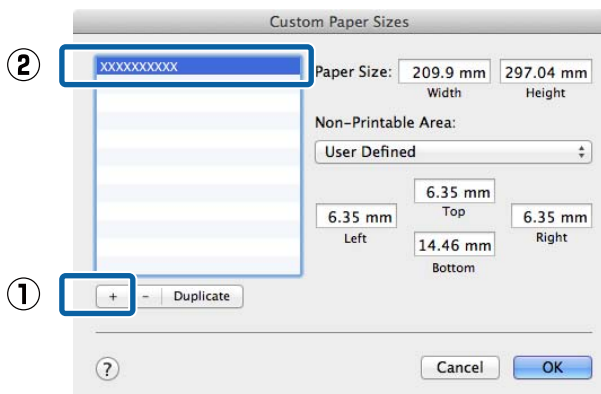 Custom Paper Sizes
②
XXXXXXXXXX
Paper Size: 209.9 mm 297.04 mm
Width Height
Non-Printable Area:
User Defined
6.35 mm
Top
6.35 mm 6.35 mm
Left Right
14.46 mm
Bottom
①
+ - Duplicate
? Cancel OK